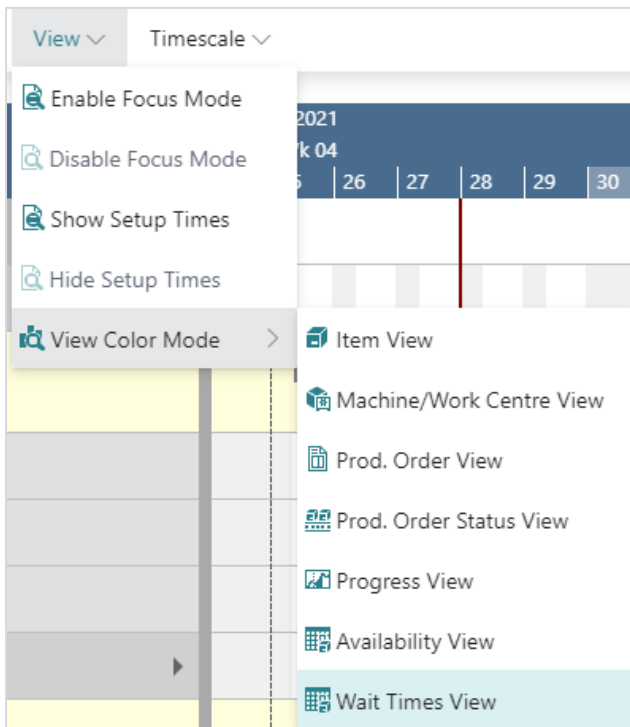 View
Timescale
Enable Focus Mode
2021
Disable Focus Mode
k 04
26 27 28 29 30
Show Setup Times
Hide Setup Times
View Color Mode
Item View
Machine/Work Centre View
Prod. Order View
Prod. Order Status View
Progress View
Availability View
Wait Times View